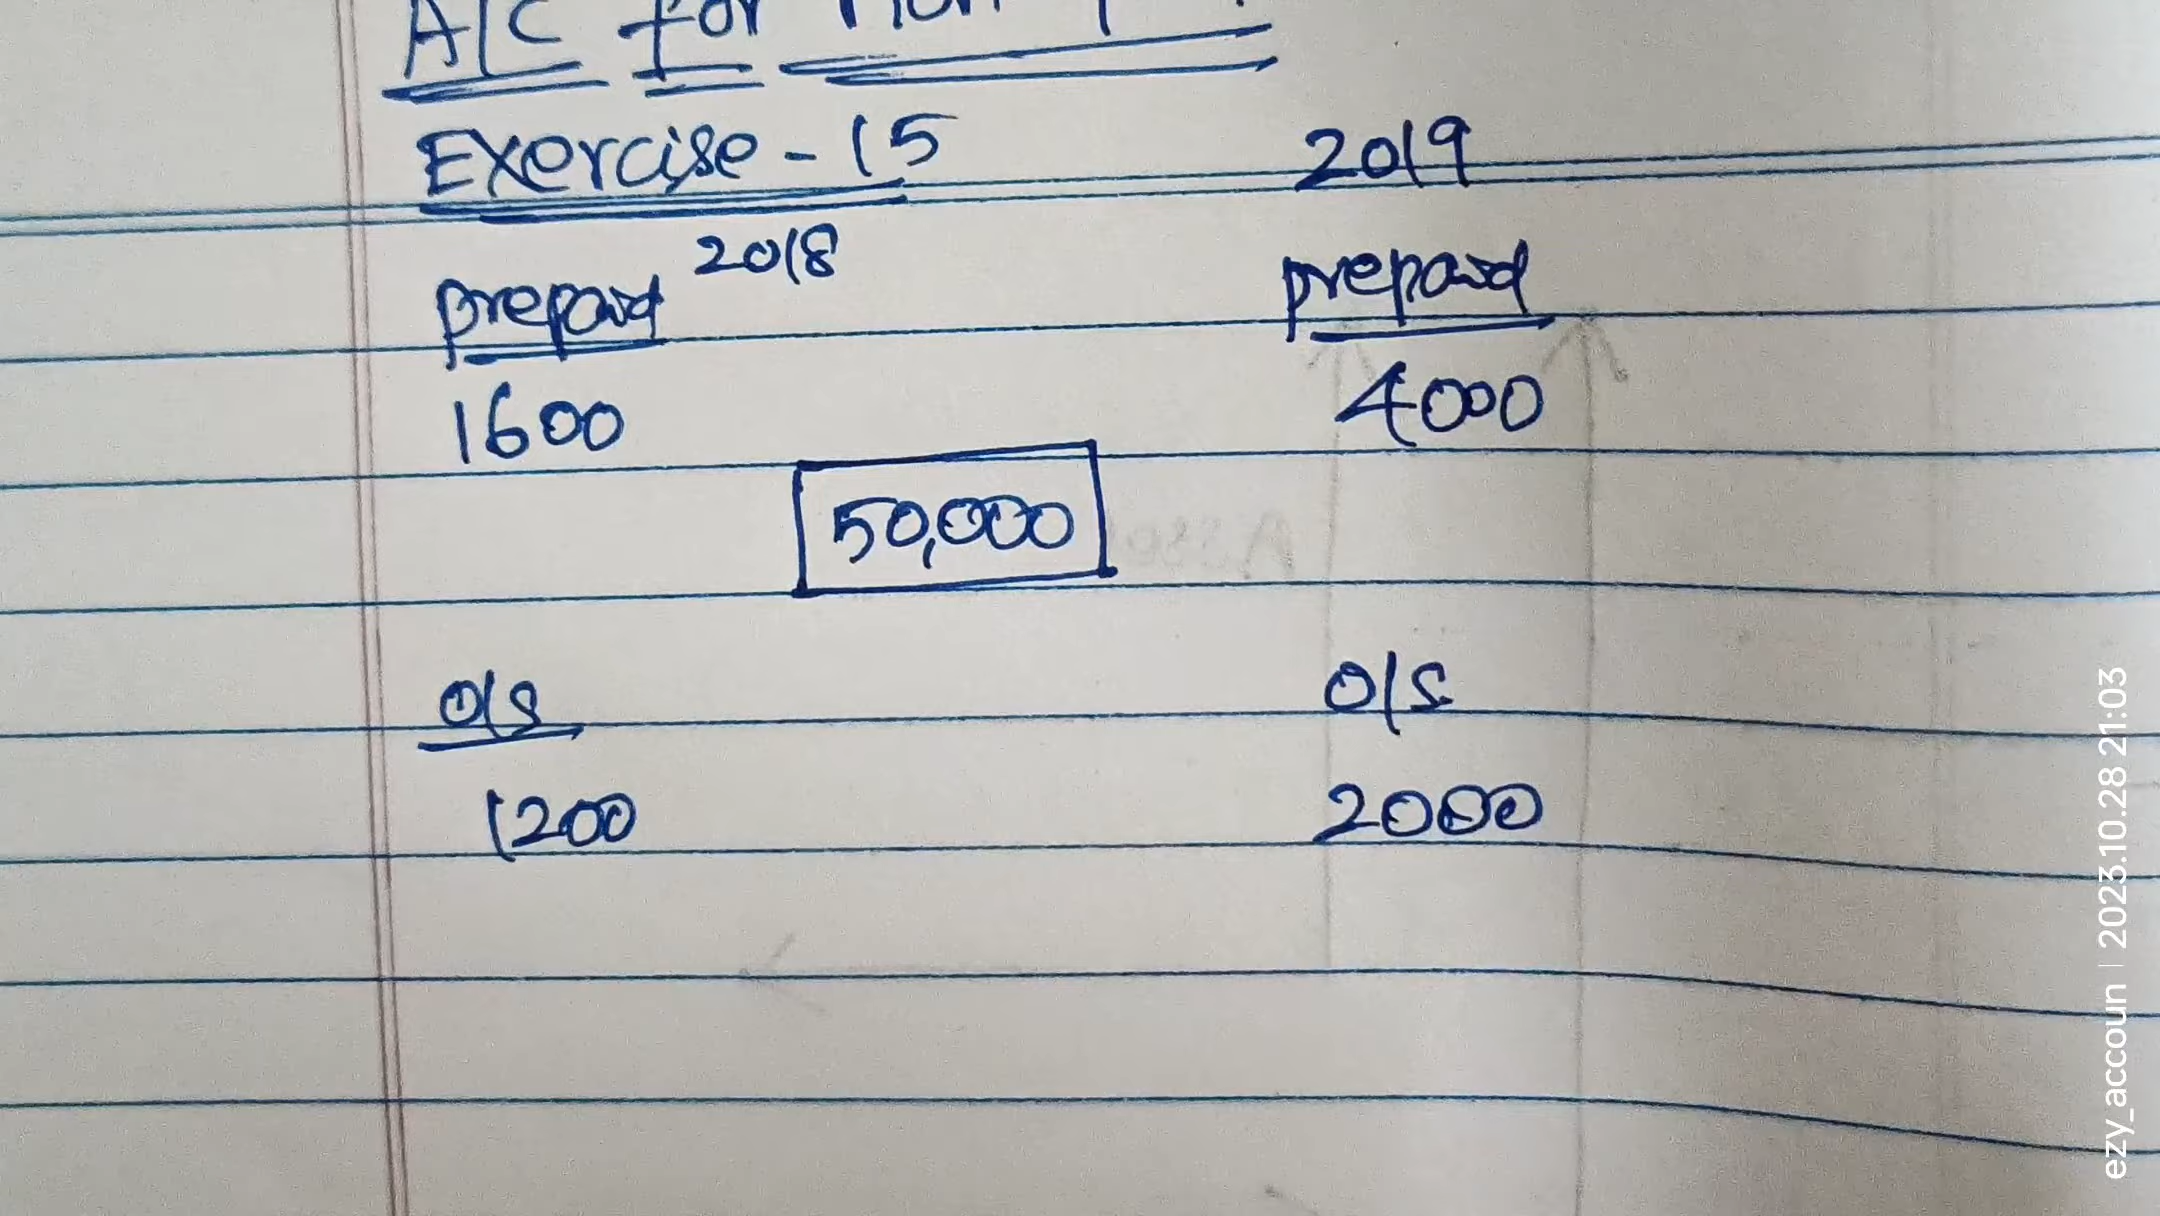 A/C for Non
Exercise - 15 2019
2018
prepaid prepaid
1600 4000
50,000
O/S O/S
1200 2000
ezy_accoun | 2023.10.28 21:03